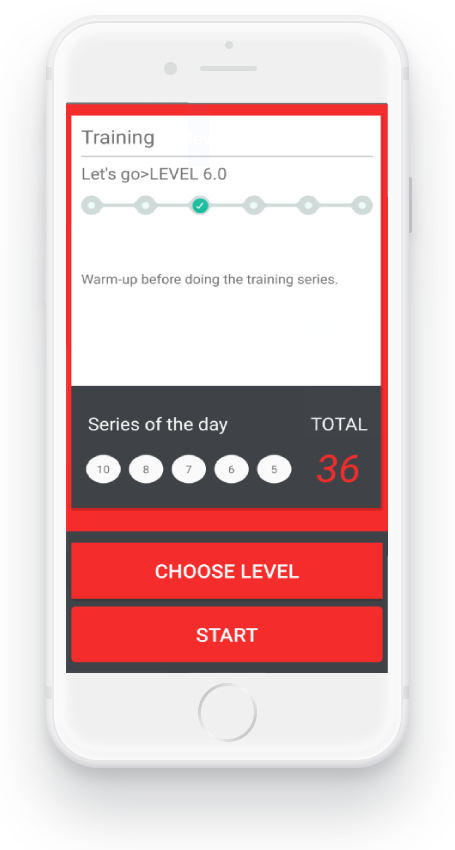 Training
Let's go>LEVEL 6.0
Warm-up before doing the training series.
Series of the day TOTAL
10 8 7 6 5 36
CHOOSE LEVEL
START